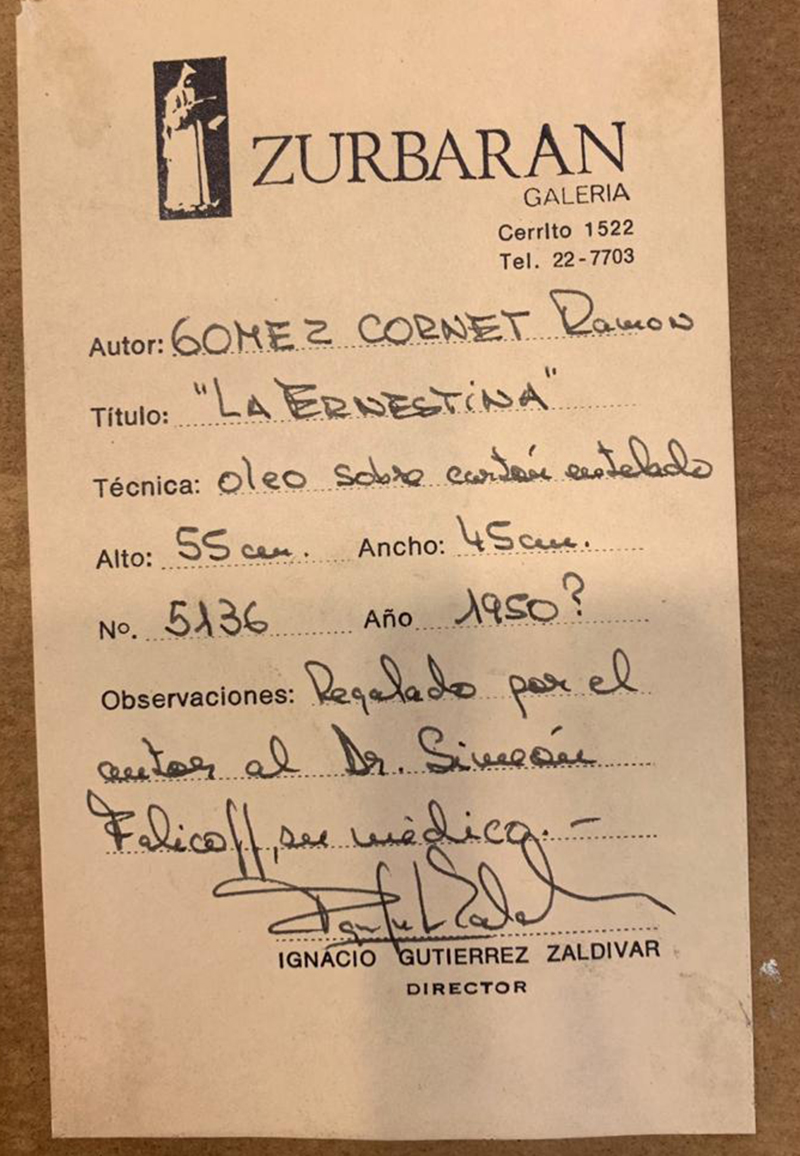 ZURBARAN
GALERIA
Cerrito 1522
Tel. 22-7703
Autor: GOMEZ CORNET Ramon
Título: "LA ERNESTINA"
Técnica: oleo sobre cartón entelado
Alto: 55 cm. Ancho: 45 cm.
Nº. 5136 Año 1950?
Observaciones: Regalado por el
autor al Dr. Simeón
Falicoff, su médico. -
IGNACIO GUTIERREZ ZALDIVAR
DIRECTOR